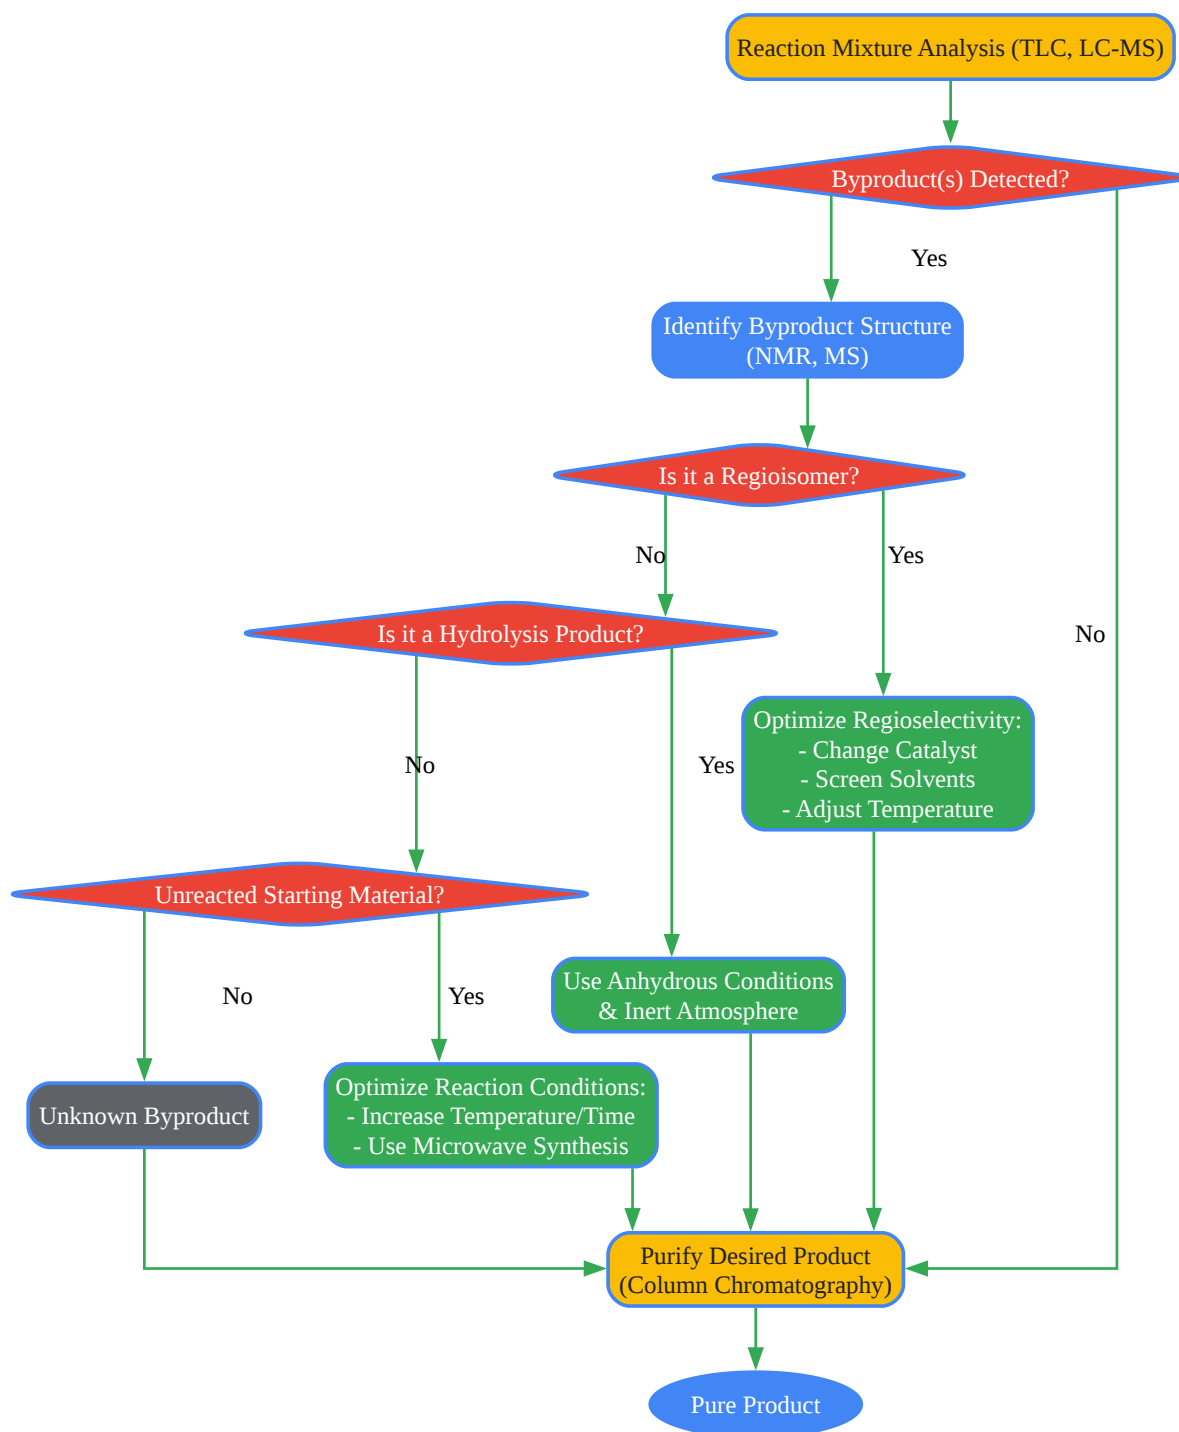 Reaction Mixture Analysis (TLC, LC-MS)
Byproduct(s) Detected?
Yes
Identify Byproduct Structure
(NMR, MS)
Is it a Regioisomer?
No
Yes
Is it a Hydrolysis Product?
No
Optimize Regioselectivity:
- Change Catalyst
- Screen Solvents
- Adjust Temperature
No
Yes
Unreacted Starting Material?
Use Anhydrous Conditions
& Inert Atmosphere
No
Yes
Unknown Byproduct
Optimize Reaction Conditions:
- Increase Temperature/Time
- Use Microwave Synthesis
Purify Desired Product
(Column Chromatography)
Pure Product